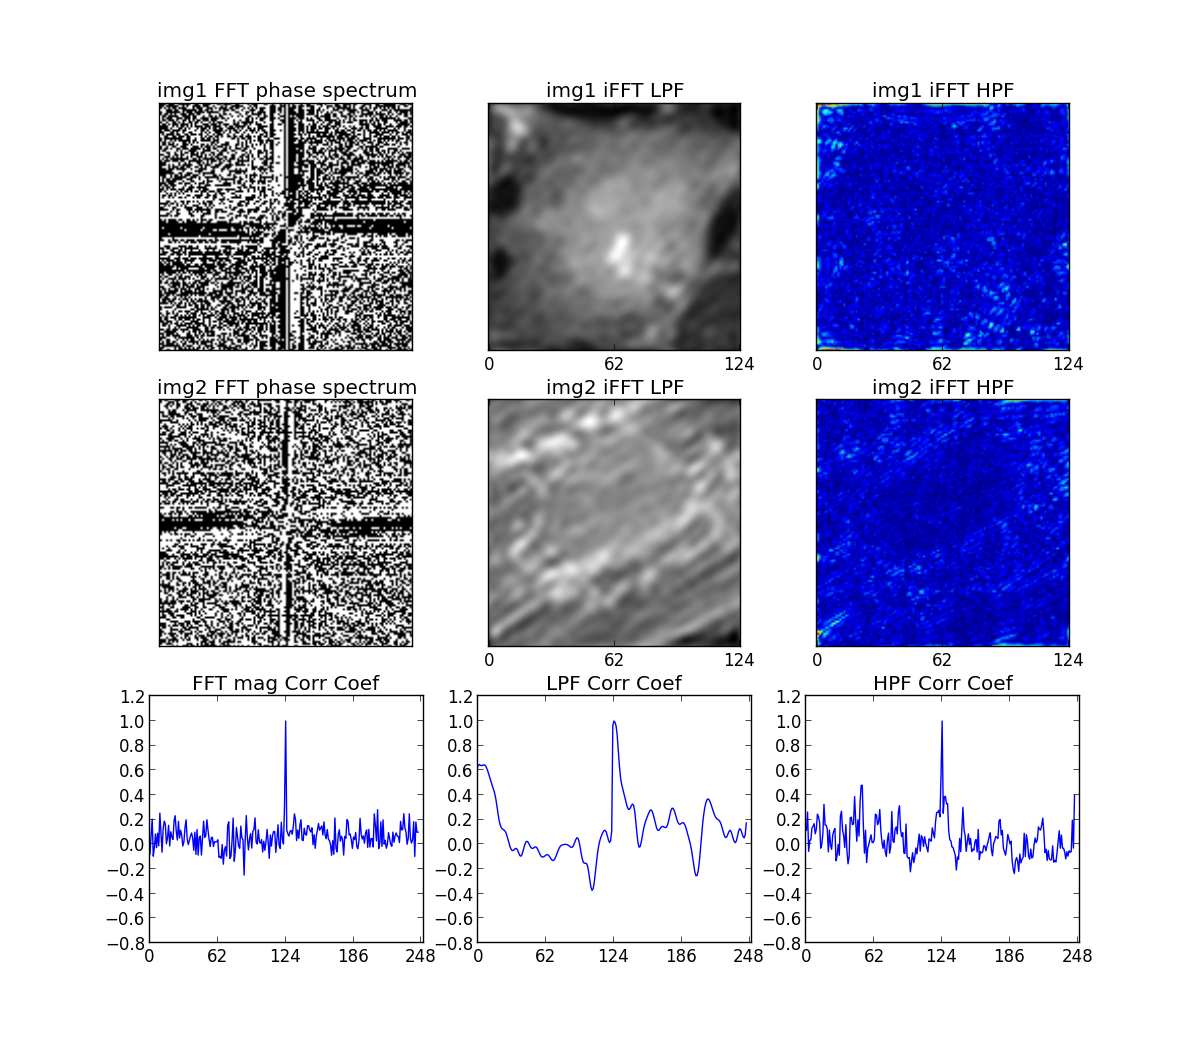 img1 FFT phase spectrum
img1 iFFT LPF
img1 iFFT HPF
0 62 124
0 62 124
img2 FFT phase spectrum
img2 iFFT LPF
img2 iFFT HPF
0 62 124
0 62 124
FFT mag Corr Coef
1.2
1.0
0.8
0.6
0.4
0.2
0.0
−0.2
−0.4
−0.6
−0.8
0 62 124 186 248
LPF Corr Coef
1.2
1.0
0.8
0.6
0.4
0.2
0.0
−0.2
−0.4
−0.6
−0.8
0 62 124 186 248
HPF Corr Coef
1.2
1.0
0.8
0.6
0.4
0.2
0.0
−0.2
−0.4
−0.6
−0.8
0 62 124 186 248